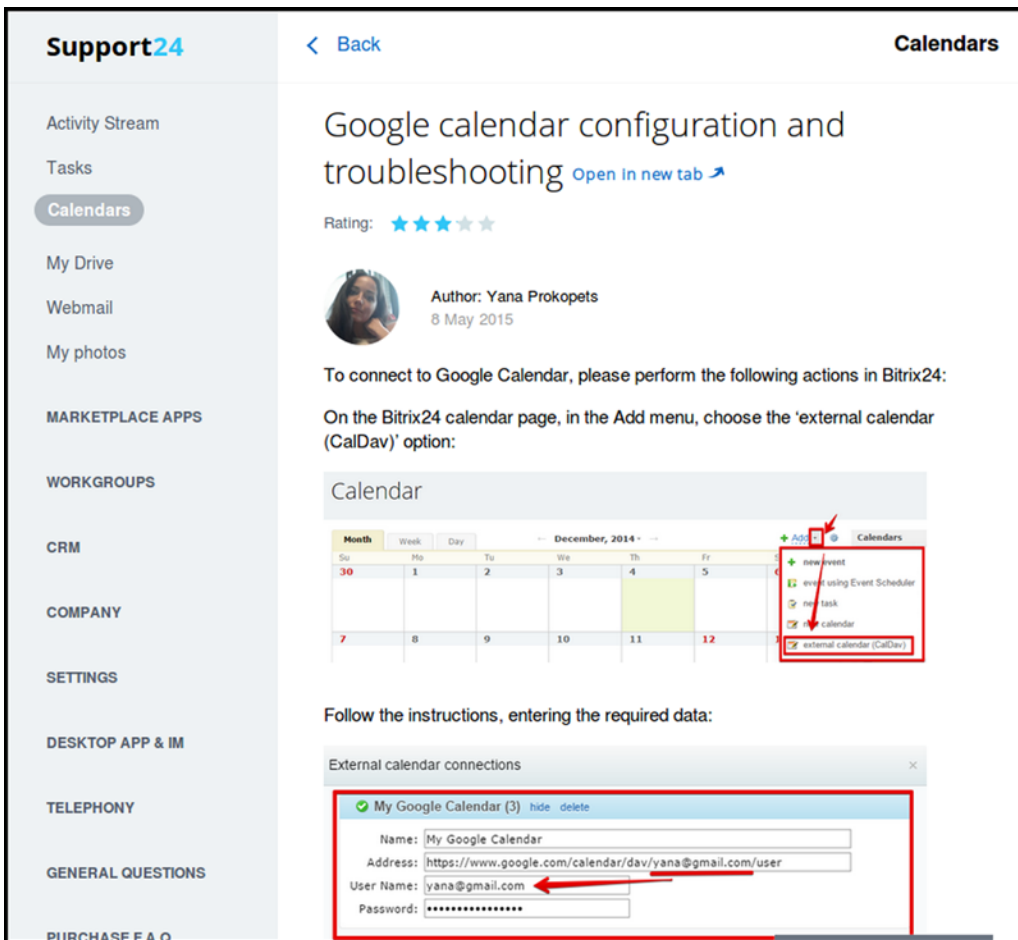 Support24
Back
Calendars
Activity Stream
Tasks
Calendars
My Drive
Webmail
My photos
MARKETPLACE APPS
WORKGROUPS
CRM
COMPANY
SETTINGS
DESKTOP APP & IM
TELEPHONY
GENERAL QUESTIONS
PURCHASE F.A.Q.
Google calendar configuration and
troubleshooting Open in new tab
Rating:
Author: Yana Prokopets
8 May 2015
To connect to Google Calendar, please perform the following actions in Bitrix24:
On the Bitrix24 calendar page, in the Add menu, choose the ‘external calendar
(CalDav)’ option:
Calendar
Month Week Day ← December, 2014 → + Add Calendars
Su Mo Tu We Th Fr
30 1 2 3 4 5
7 8 9 10 11 12
new event
event using Event Scheduler
new task
calendar
external calendar (CalDav)
Follow the instructions, entering the required data:
External calendar connections ×
My Google Calendar (3) hide delete
Name: My Google Calendar
Address: https://www.google.com/calendar/dav/yana@gmail.com/user
User Name: yana@gmail.com
Password: ••••••••••••••••